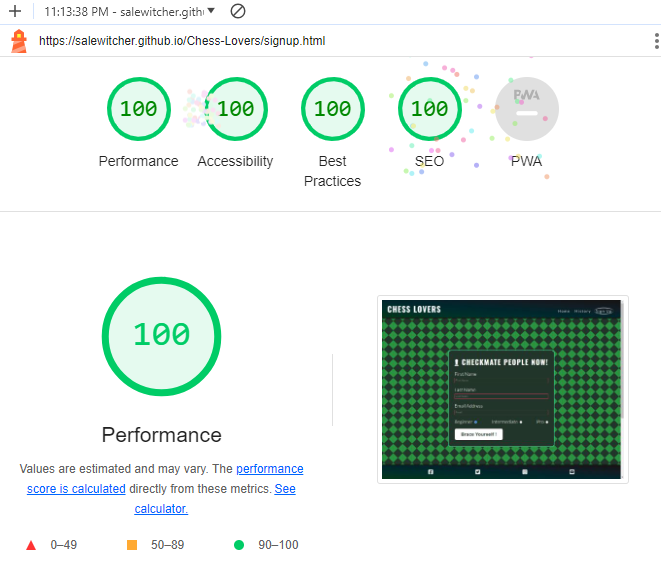 11:13:38 PM - salewitcher.githu
https://salewitcher.github.io/Chess-Lovers/signup.html
100 100 100 100 PWA
Performance Accessibility Best Practices SEO PWA
100
Performance
Values are estimated and may vary. The performance
score is calculated directly from these metrics. See
calculator.
0–49 50–89 90–100
CHESS LOVERS
Home History Sign Up
CHECKMATE PEOPLE NOW!
First Name
Last Name
Email Address
Beginner Intermediate Pro
Brace Yourself !